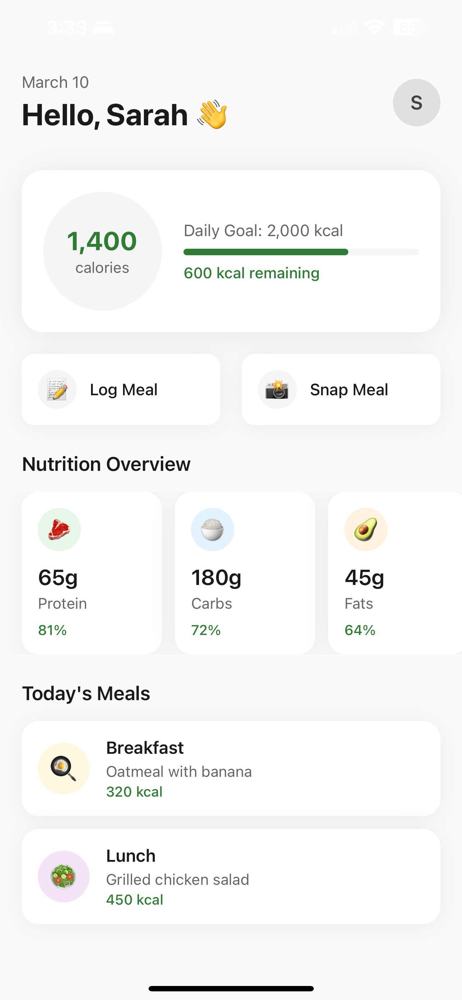 3:33
65
March 10
Hello, Sarah 👋
S
1,400
calories
Daily Goal: 2,000 kcal
600 kcal remaining
Log Meal
Snap Meal
Nutrition Overview
65g
Protein
81%
180g
Carbs
72%
45g
Fats
64%
Today's Meals
Breakfast
Oatmeal with banana
320 kcal
Lunch
Grilled chicken salad
450 kcal